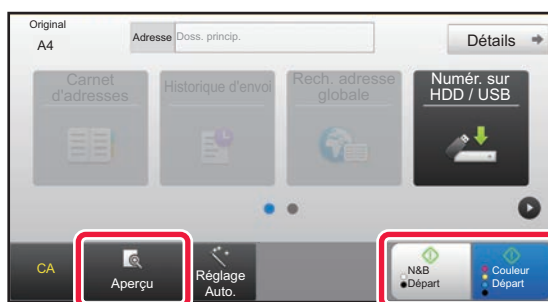 Original
A4
Adresse Doss. princip.
Détails
Carnet
d'adresses
Historique d'envoi
Rech. adresse
globale
Numér. sur
HDD / USB
CA
Aperçu
Réglage
Auto.
N&B
Départ
Couleur
Départ